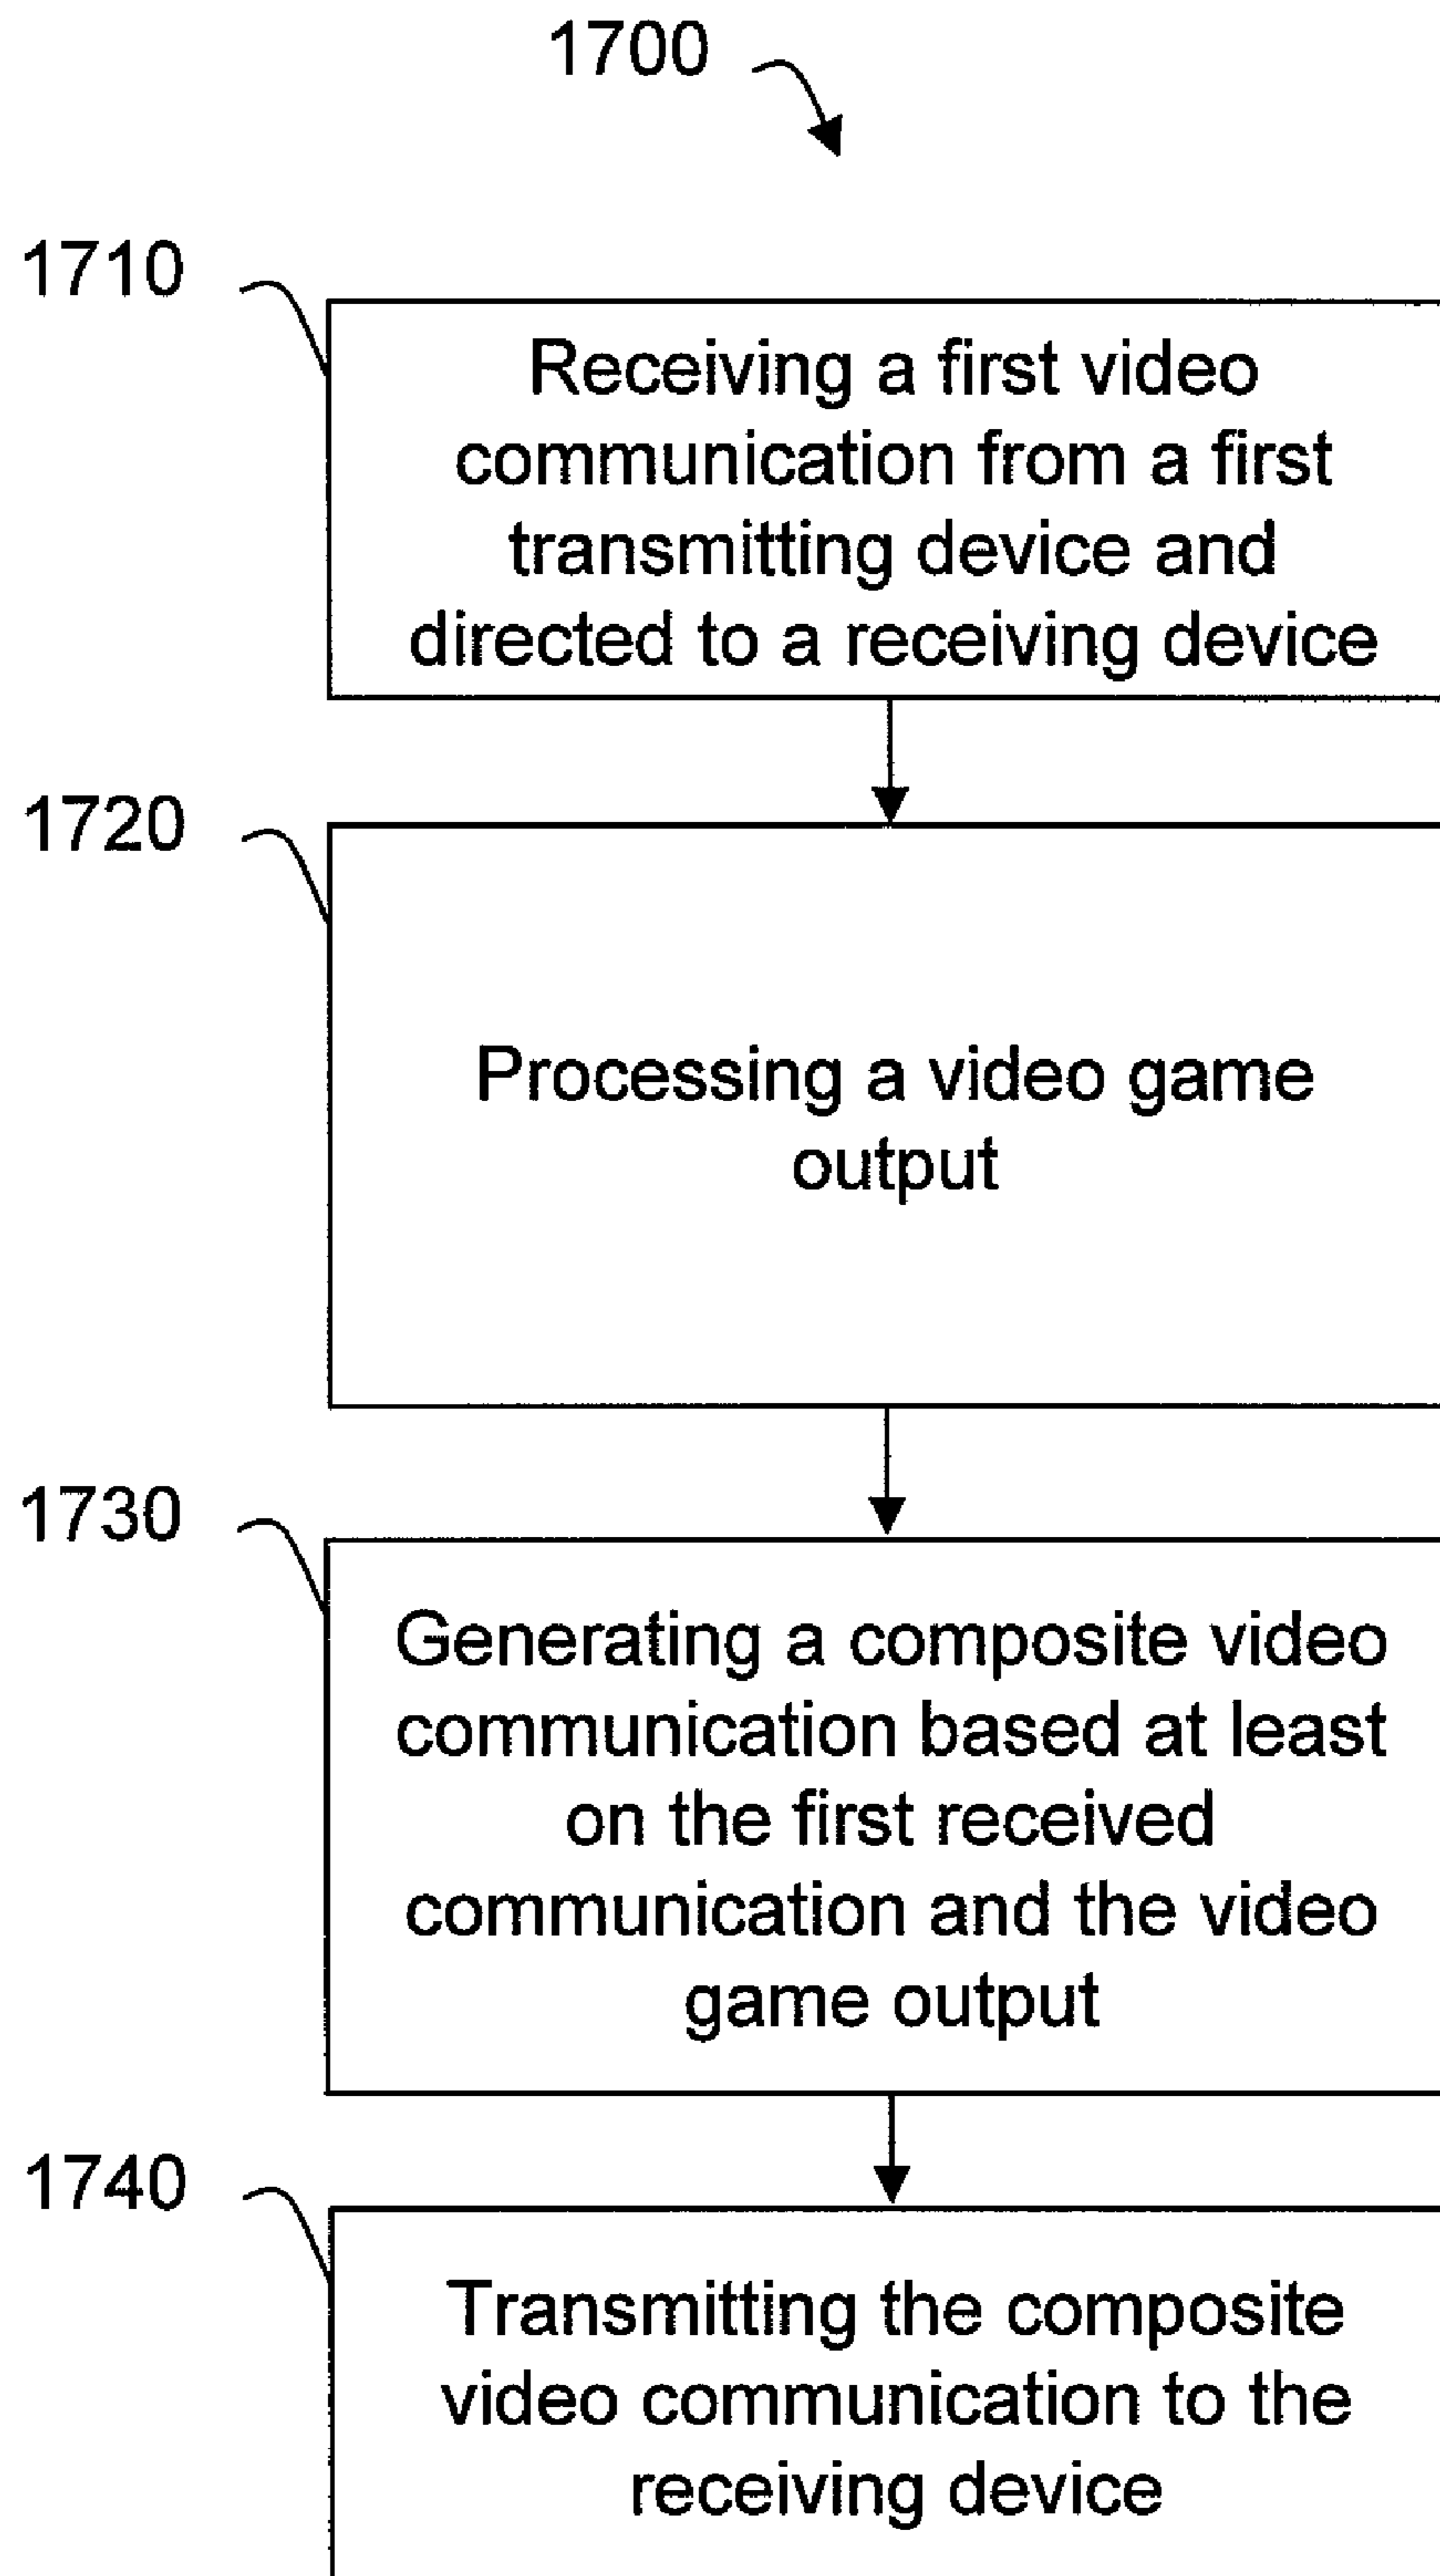 1700
1710
Receiving a first video
communication from a first
transmitting device and
directed to a receiving device
1720
Processing a video game
output
1730
Generating a composite video
communication based at least
on the first received
communication and the video
game output
1740
Transmitting the composite
video communication to the
receiving device